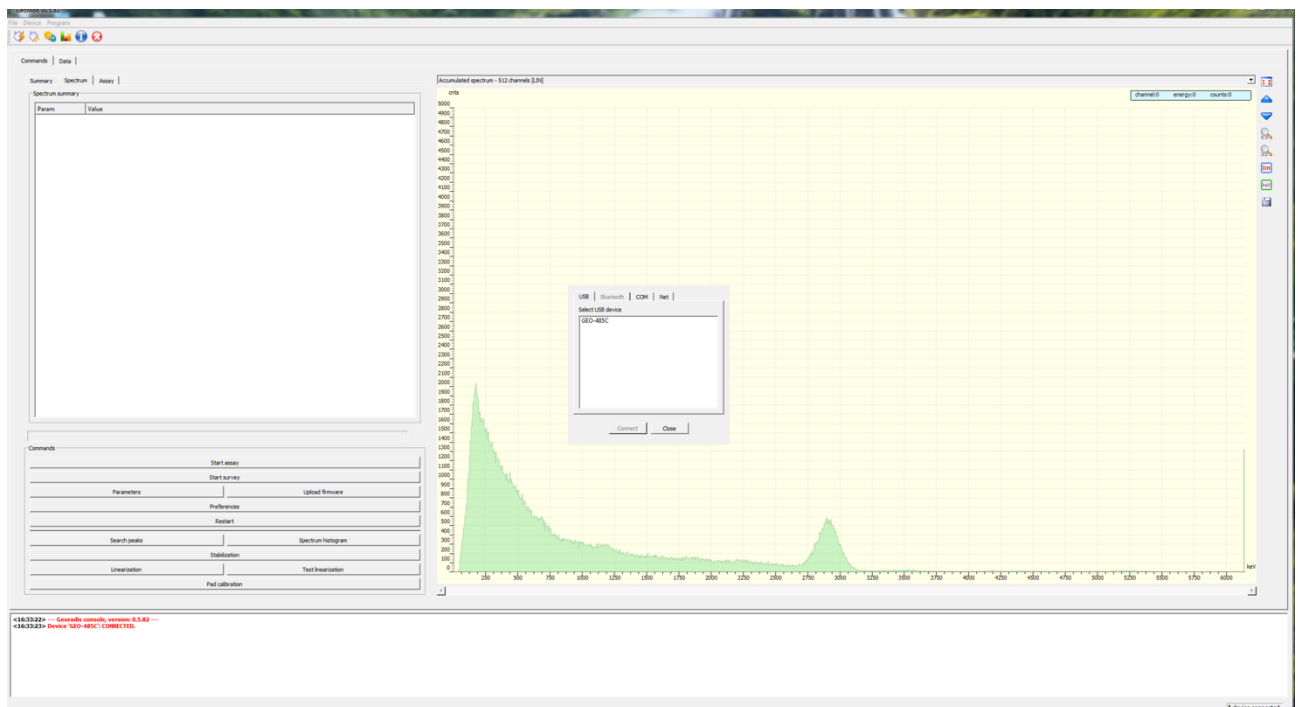 File Device Program
Commands Data
Summary Spectrum Assay
Spectrum summary
Param Value
Accumulated spectrum - 512 channels [LIN]
cnts
channel:0 energy:0 counts:0
5000
4900
4800
4700
4600
4500
4400
4300
4200
4100
4000
3900
3800
3700
3600
3500
3400
3300
3200
3100
3000
2900
2800
2700
2600
2500
2400
2300
2200
2100
2000
1900
1800
1700
1600
1500
1400
1300
1200
1100
1000
900
800
700
600
500
400
300
200
100
0
250 500 750 1000 1250 1500 1750 2000 2250 2500 2750 3000 3250 3500 3750 4000 4250 4500 4750 5000 5250 5500 5750 6000
keV
USB Bluetooth COM Net
Select USB device
GEO-485C
Connect Close
Commands
Start assay
Start survey
Parameters Upload firmware
Preferences
Restart
Search peaks Spectrum histogram
Stabilization
Linearization Test linearization
Pad calibration
<16:33:22> --- Georadis console, version: 0.5.82 ---
<16:33:23> Device 'GEO-485C': CONNECTED.